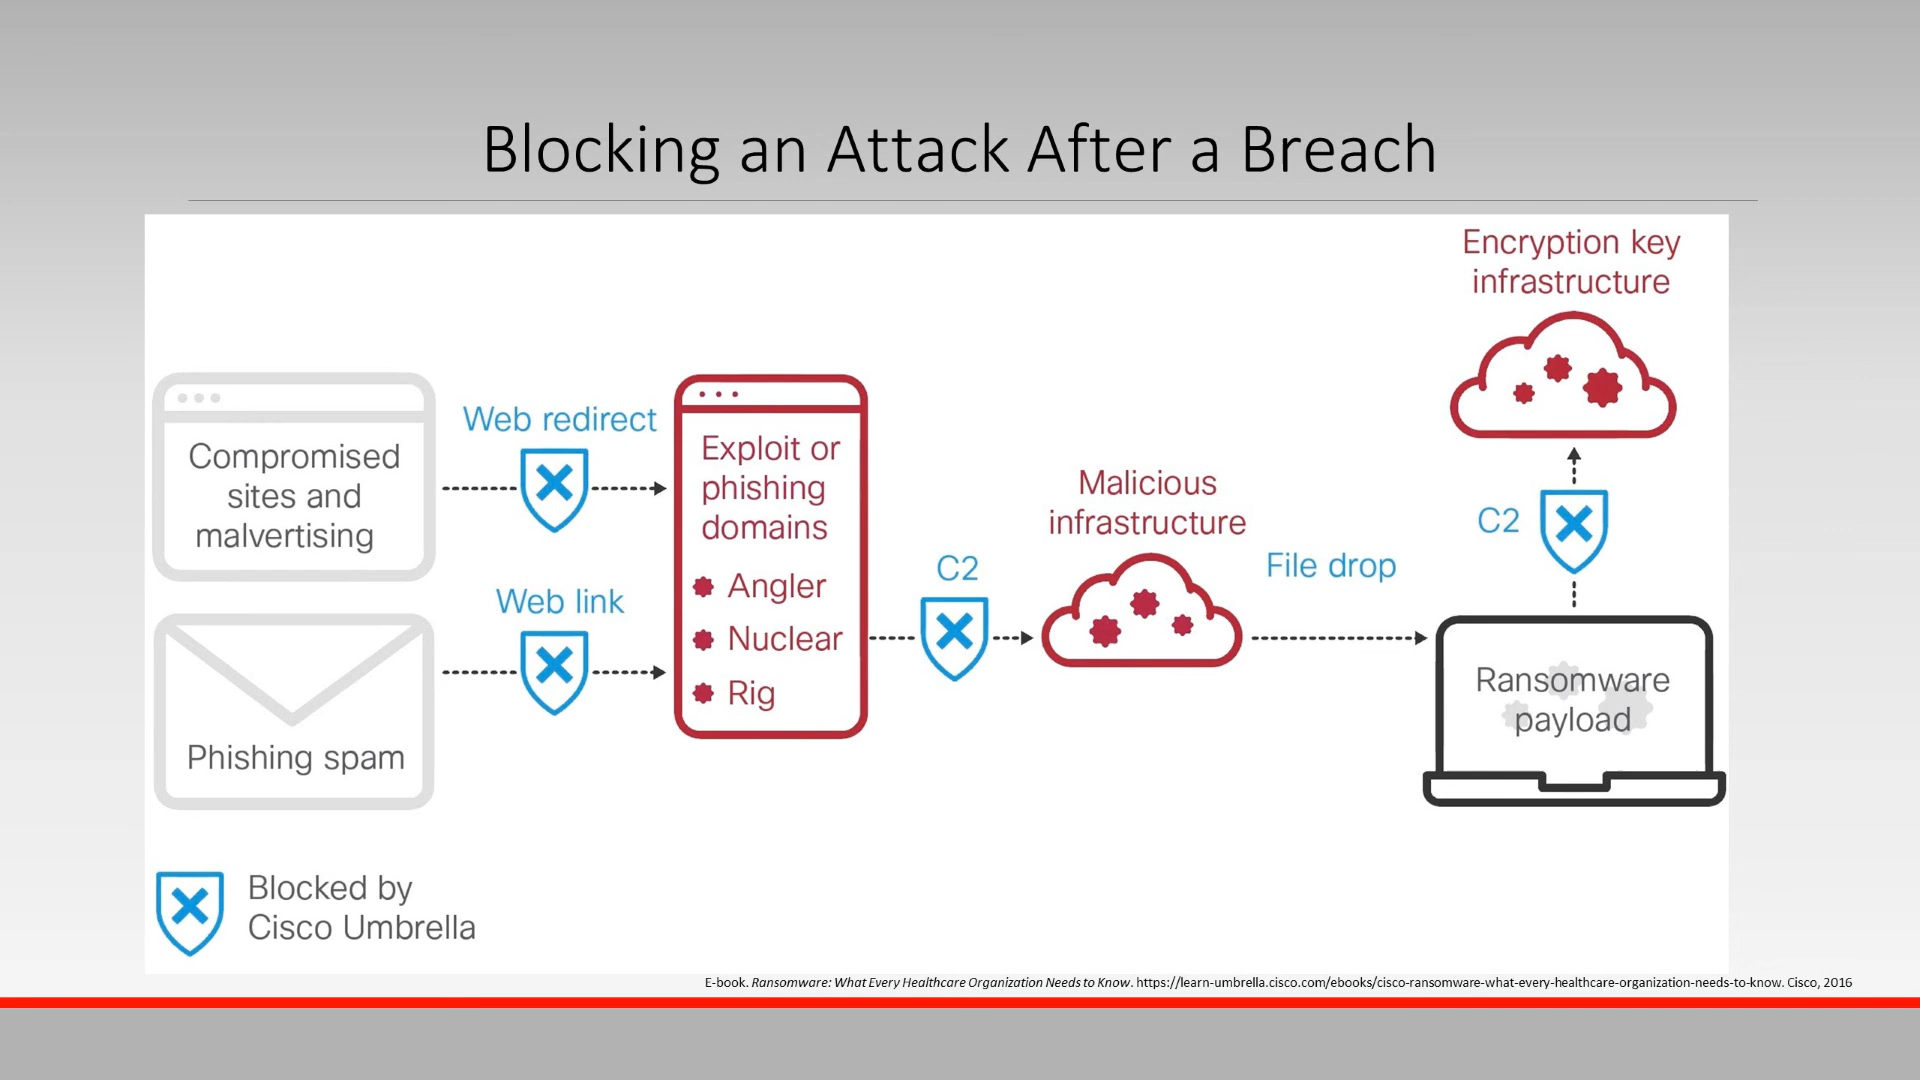 Blocking an Attack After a Breach
Encryption key
infrastructure
Compromised
sites and
malvertising
Web redirect
Exploit or
phishing
domains
Angler
Nuclear
Rig
Web link
Phishing spam
C2
Malicious
infrastructure
File drop
C2
Ransomware
payload
Blocked by
Cisco Umbrella
E-book. Ransomware: What Every Healthcare Organization Needs to Know. https://learn-umbrella.cisco.com/ebooks/cisco-ransomware-what-every-healthcare-organization-needs-to-know. Cisco, 2016